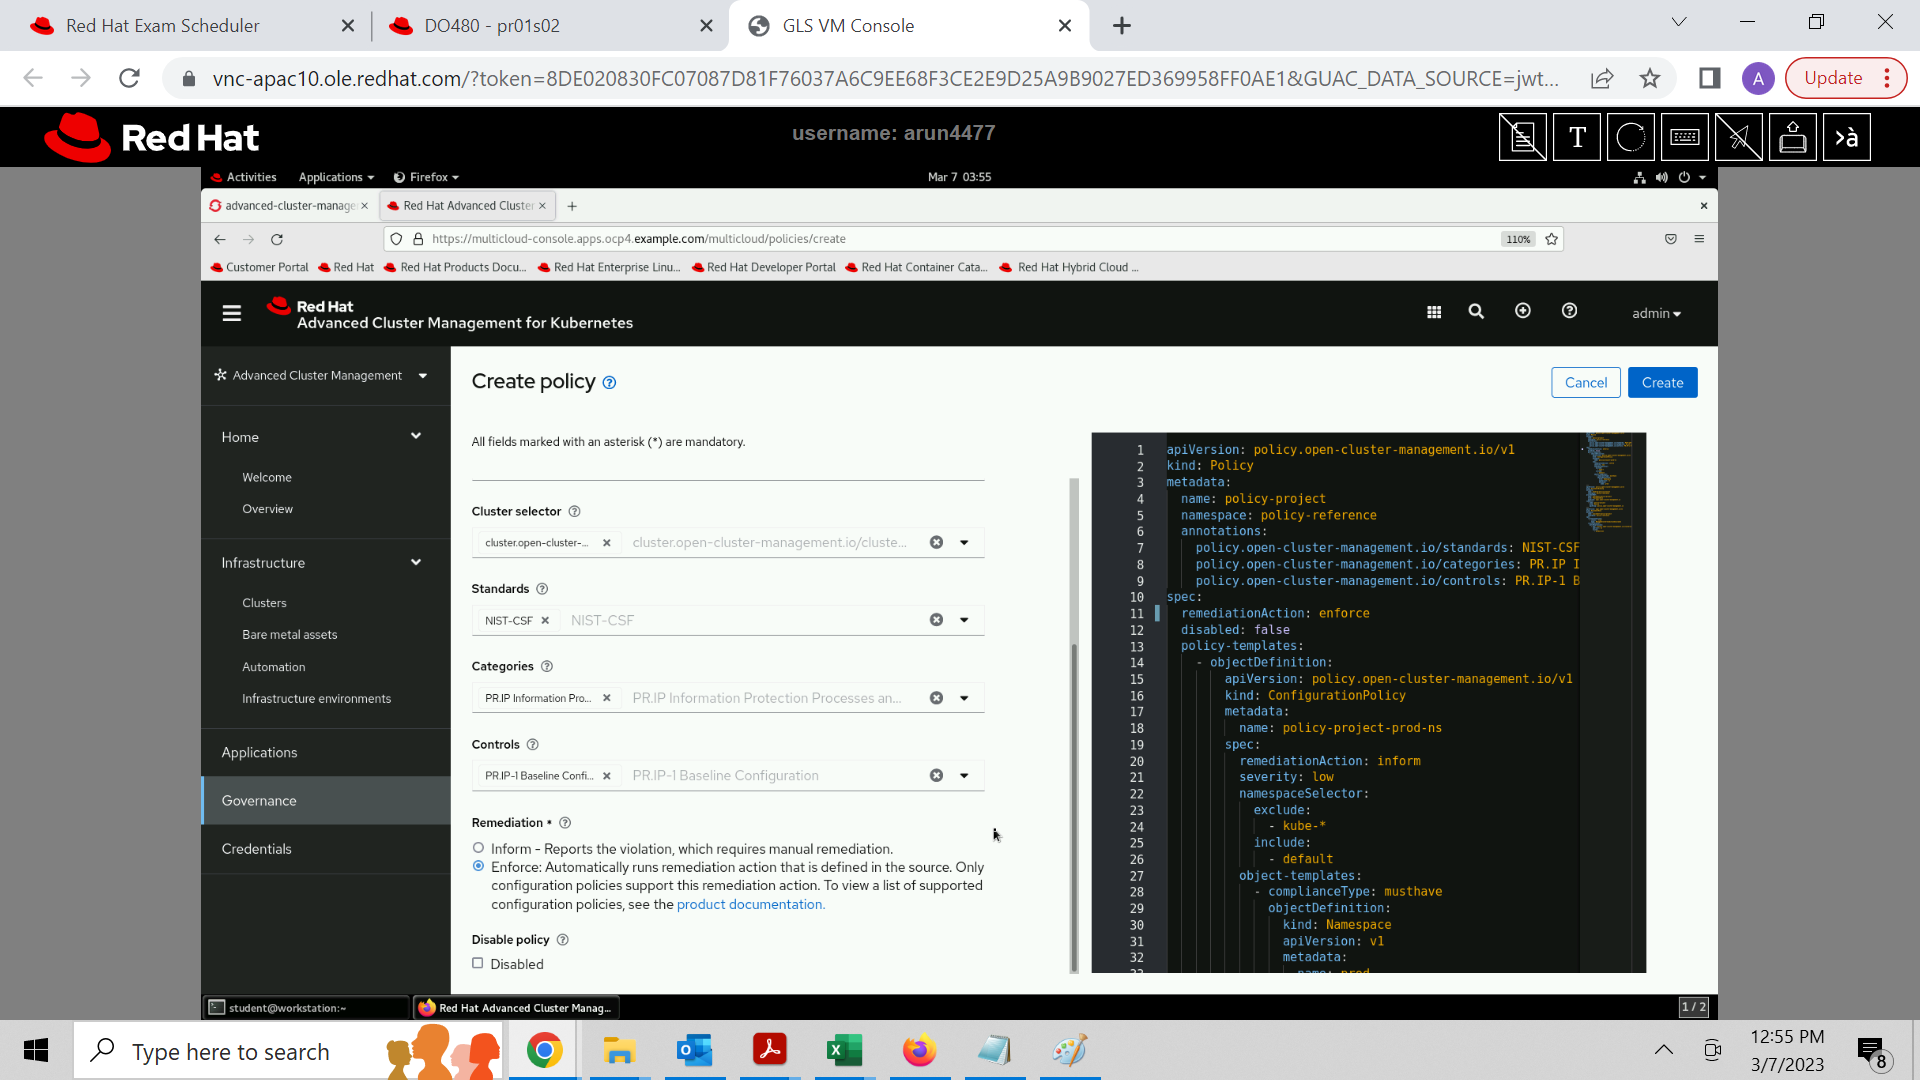 Red Hat Exam Scheduler
DO480 - pr01s02
GLS VM Console
vnc-apac10.ole.redhat.com/?token=8DE020830FC07087D81F76037A6C9EE68F3CE2E9D25A9B9027ED369958FF0AE1&GUAC_DATA_SOURCE=jwt...
A
Update
Red Hat
username: arun4477
T
>à
Activities
Applications
Firefox
Mar 7 03:55
advanced-cluster-manage
Red Hat Advanced Cluster
https://multicloud-console.apps.ocp4.example.com/multicloud/policies/create
110%
Customer Portal
Red Hat
Red Hat Products Docu...
Red Hat Enterprise Linu...
Red Hat Developer Portal
Red Hat Container Cata...
Red Hat Hybrid Cloud ...
Red Hat
Advanced Cluster Management for Kubernetes
admin
Advanced Cluster Management
Home
Welcome
Overview
Infrastructure
Clusters
Bare metal assets
Automation
Infrastructure environments
Applications
Governance
Credentials
Create policy
Cancel
Create
All fields marked with an asterisk (*) are mandatory.
Cluster selector
cluster.open-cluster-...
cluster.open-cluster-management.io/cluste...
Standards
NIST-CSF
NIST-CSF
Categories
PR.IP Information Pro...
PR.IP Information Protection Processes an...
Controls
PR.IP-1 Baseline Confi...
PR.IP-1 Baseline Configuration
Remediation *
Inform - Reports the violation, which requires manual remediation.
Enforce: Automatically runs remediation action that is defined in the source. Only
configuration policies support this remediation action. To view a list of supported
configuration policies, see the product documentation.
Disable policy
Disabled
1 apiVersion: policy.open-cluster-management.io/v1
2 kind: Policy
3 metadata:
4 name: policy-project
5 namespace: policy-reference
6 annotations:
7 policy.open-cluster-management.io/standards: NIST-CSF
8 policy.open-cluster-management.io/categories: PR.IP I
9 policy.open-cluster-management.io/controls: PR.IP-1 B
10 spec:
11 remediationAction: enforce
12 disabled: false
13 policy-templates:
14 - objectDefinition:
15 apiVersion: policy.open-cluster-management.io/v1
16 kind: ConfigurationPolicy
17 metadata:
18 name: policy-project-prod-ns
19 spec:
20 remediationAction: inform
21 severity: low
22 namespaceSelector:
23 exclude:
24 - kube-*
25 include:
26 - default
27 object-templates:
28 - complianceType: musthave
29 objectDefinition:
30 kind: Namespace
31 apiVersion: v1
32 metadata:
33 name: prod
student@workstation:~
Red Hat Advanced Cluster Manag...
1 / 2
Type here to search
12:55 PM
3/7/2023
8